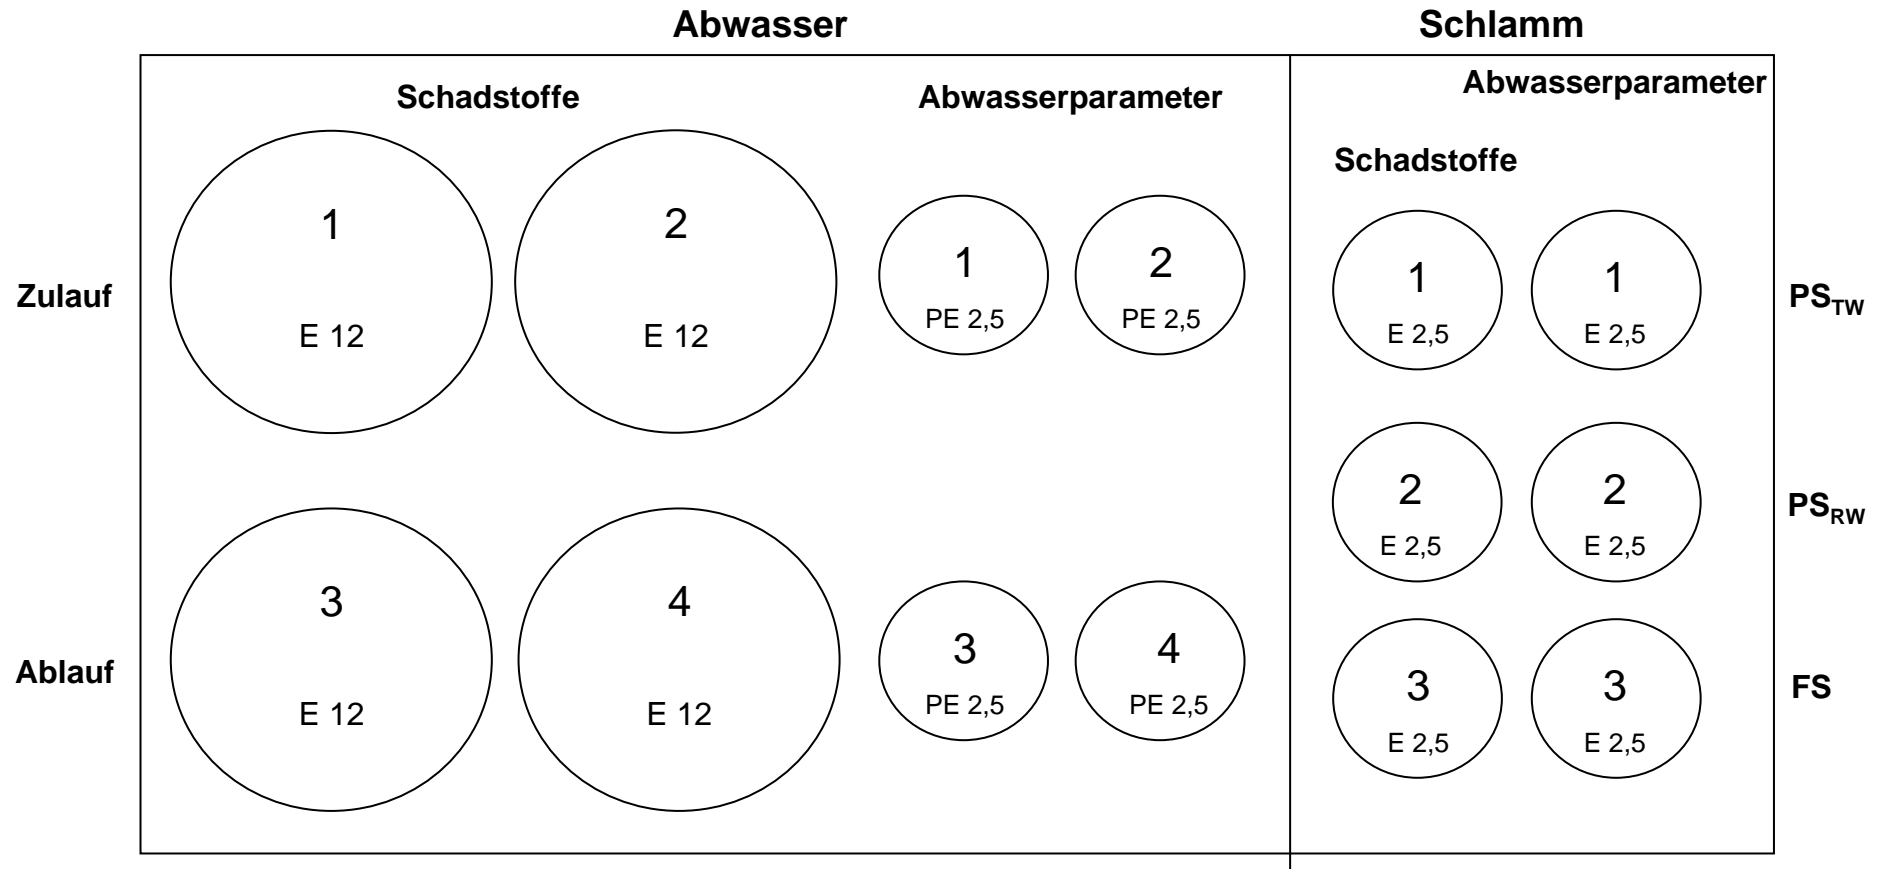 Abwasser
Schlamm
Schadstoffe
Abwasserparameter
Abwasserparameter
Schadstoffe
Zulauf
1
E 12
2
E 12
1
PE 2,5
2
PE 2,5
1
E 2,5
1
E 2,5
PSTW
2
E 2,5
2
E 2,5
PSRW
Ablauf
3
E 12
4
E 12
3
PE 2,5
4
PE 2,5
3
E 2,5
3
E 2,5
FS